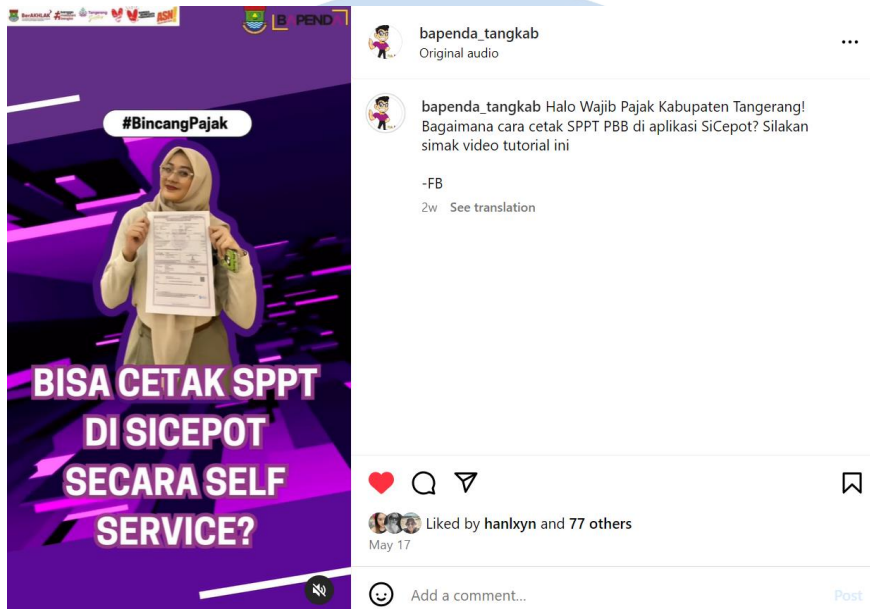 BerAKHLAK
BAPENDA
#BincangPajak
BISA CETAK SPPT
DI SICEPOT
SECARA SELF
SERVICE?
bapenda_tangkab
Original audio
bapenda_tangkab Halo Wajib Pajak Kabupaten Tangerang!
Bagaimana cara cetak SPPT PBB di aplikasi SiCepot? Silakan
simak video tutorial ini
-FB
2w See translation
Liked by hanlxyn and 77 others
May 17
Add a comment...
Post